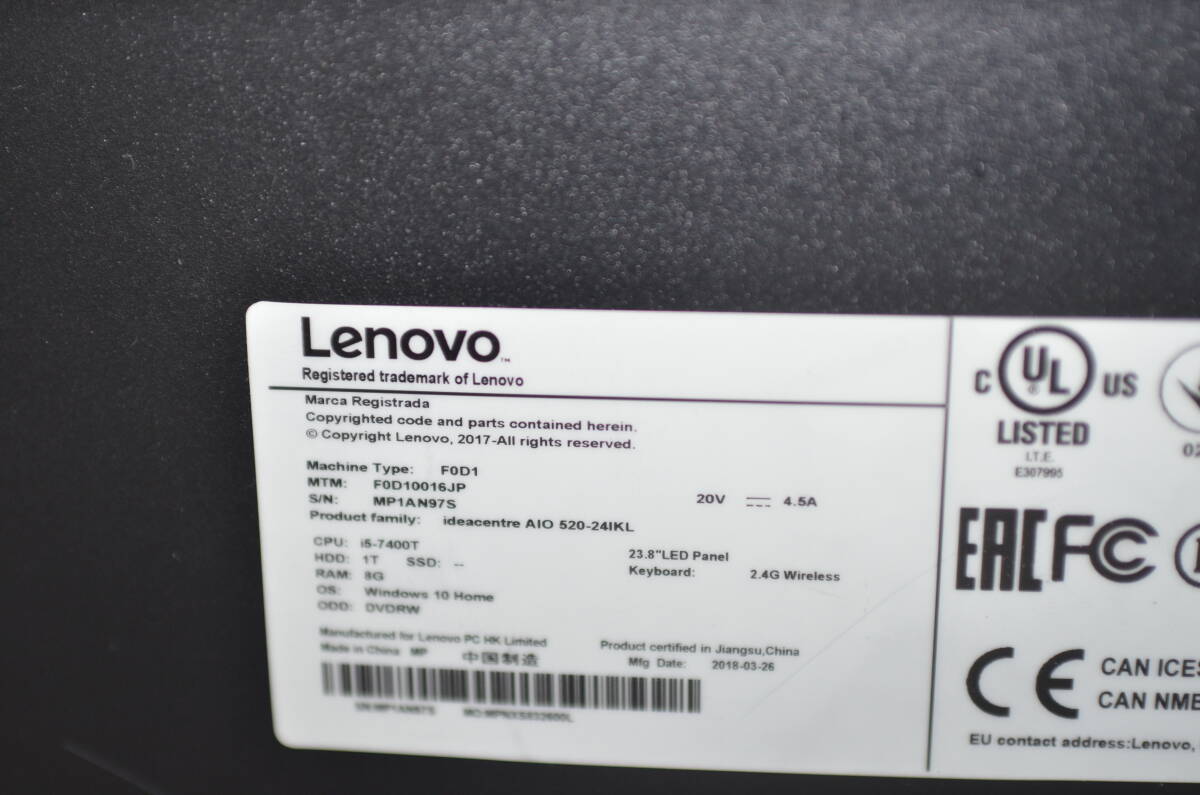 Lenovo™
Registered trademark of Lenovo
Marca Registrada
Copyrighted code and parts contained herein.
© Copyright Lenovo, 2017-All rights reserved.
Machine Type: F0D1
MTM: F0D10016JP
S/N: MP1AN97S
20V ⎓ 4.5A
Product family: ideacentre AIO 520-24IKL
CPU: i5-7400T
HDD: 1T SSD: --
23.8"LED Panel
RAM: 8G
Keyboard: 2.4G Wireless
OS: Windows 10 Home
ODD: DVDRW
Manufactured for Lenovo PC HK Limited
Made in China MP 中国制造
Product certified in Jiangsu,China
Mfg Date: 2018-03-26
SN:MP1AN97S
C UL ® US
LISTED
I.T.E.
E307995
02
EAC FC
CE
CAN ICES
CAN NMB
EU contact address:Lenovo,